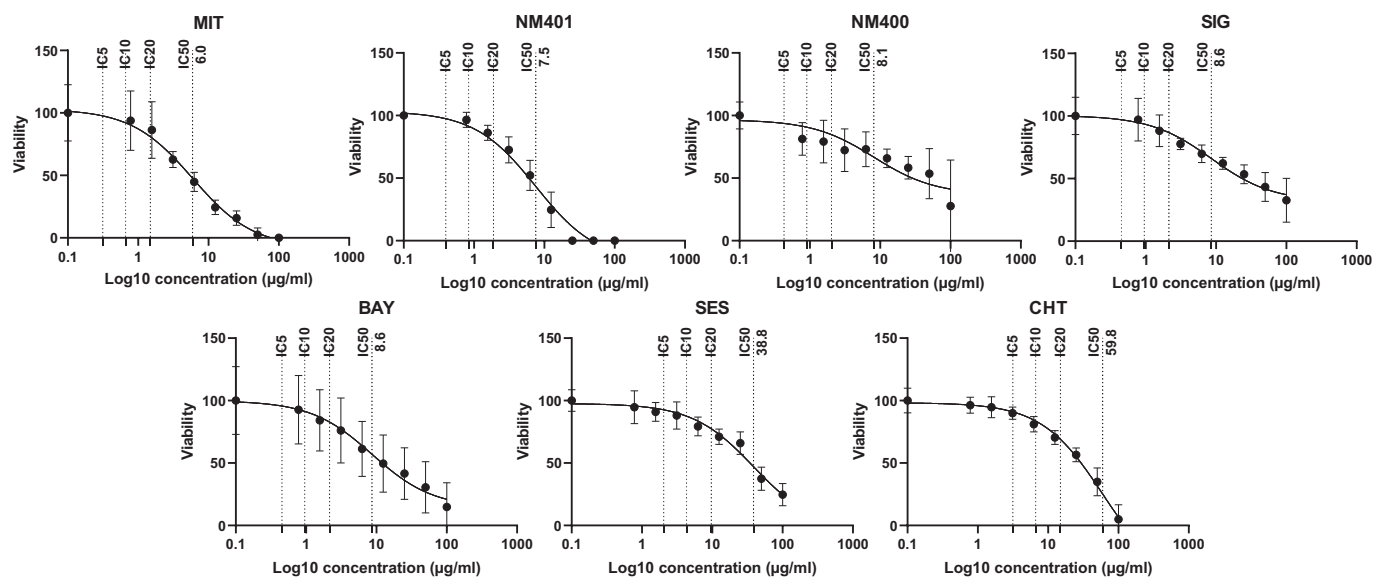 MIT
150
100
50
0
Viability
IC5
IC10
IC20
IC50
6.0
0.1 1 10 100 1000
Log10 concentration (µg/ml)
NM401
150
100
50
0
Viability
IC5
IC10
IC20
IC50
7.5
0.1 1 10 100 1000
Log10 concentration (µg/ml)
NM400
150
100
50
0
Viability
IC5
IC10
IC20
IC50
8.1
0.1 1 10 100 1000
Log10 concentration (µg/ml)
SIG
150
100
50
0
Viability
IC5
IC10
IC20
IC50
8.6
0.1 1 10 100 1000
Log10 concentration (µg/ml)
BAY
150
100
50
0
Viability
IC5
IC10
IC20
IC50
8.6
0.1 1 10 100 1000
Log10 concentration (µg/ml)
SES
150
100
50
0
Viability
IC5
IC10
IC20
IC50
38.8
0.1 1 10 100 1000
Log10 concentration (µg/ml)
CHT
150
100
50
0
Viability
IC5
IC10
IC20
IC50
59.8
0.1 1 10 100 1000
Log10 concentration (µg/ml)